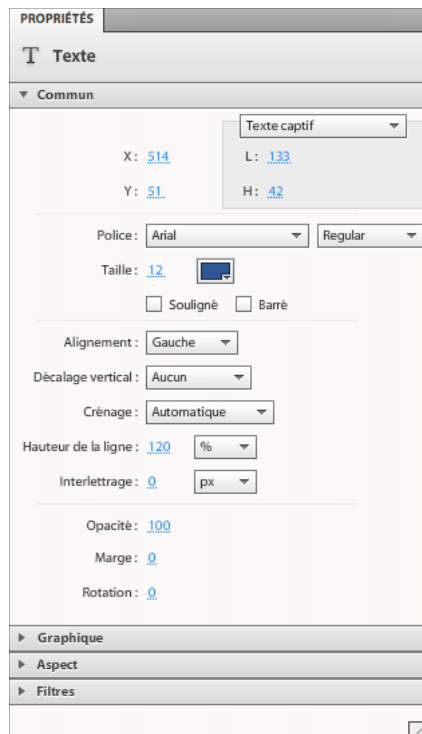 PROPRIÉTÉS
T Texte
Commun
Texte captif
X : 514 L : 133
Y : 51 H : 42
Police : Arial Regular
Taille : 12
Souligné Barré
Alignement : Gauche
Décalage vertical : Aucun
Crénage : Automatique
Hauteur de la ligne : 120 %
Interlettrage : 0 px
Opacité : 100
Marge : 0
Rotation : 0
Graphique
Aspect
Filtres